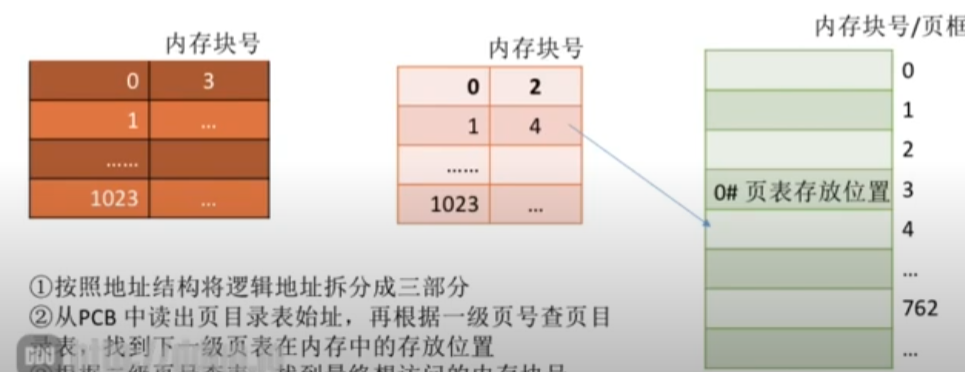 内存块号
0 3
1 ...
......
1023 ...
内存块号
0 2
1 4
......
1023 ...
内存块号/页框
0
1
2
0# 页表存放位置 3
4
...
762
...
①按照地址结构将逻辑地址拆分成三部分
②从PCB 中读出页目录表始址，再根据一级页号查页目
表，找到下一级页表在内存中的存放位置